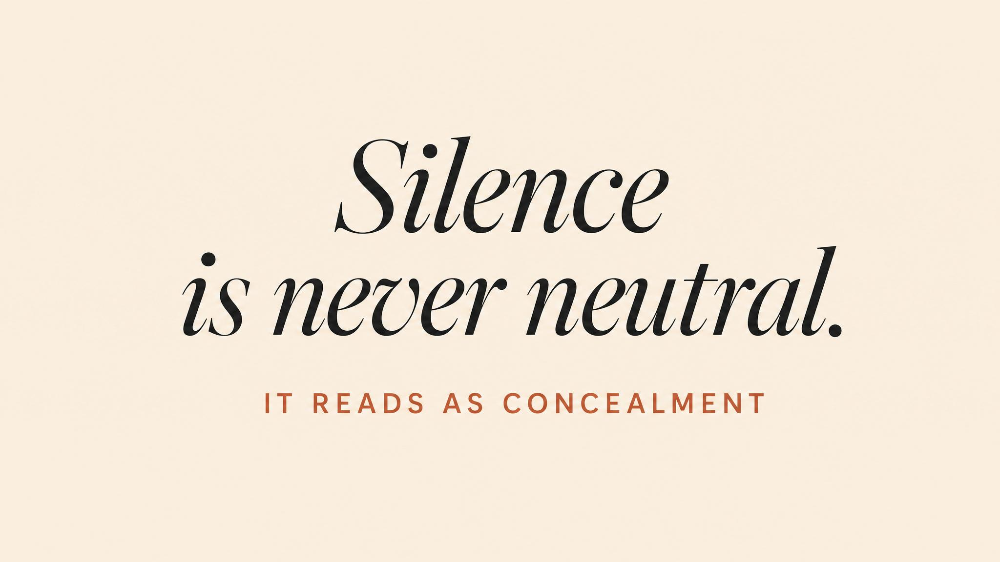 Silence
is never neutral.
IT READS AS CONCEALMENT